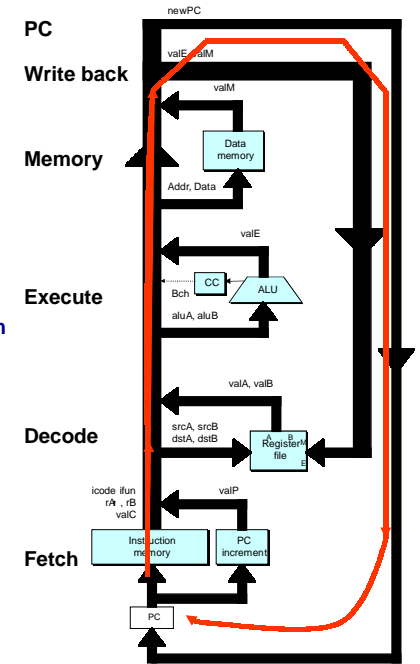 newPC
PC
valE, valM
Write back
valM
Data
memory
Memory
Addr, Data
valE
CC
ALU
Bch
Execute
n
aluA, aluB
valA, valB
srcA, srcB
dstA, dstB
A B
M
Register
file
E
Decode
icode ifun
rA , rB
valC
valP
Instruction
memory
PC
increment
Fetch
PC